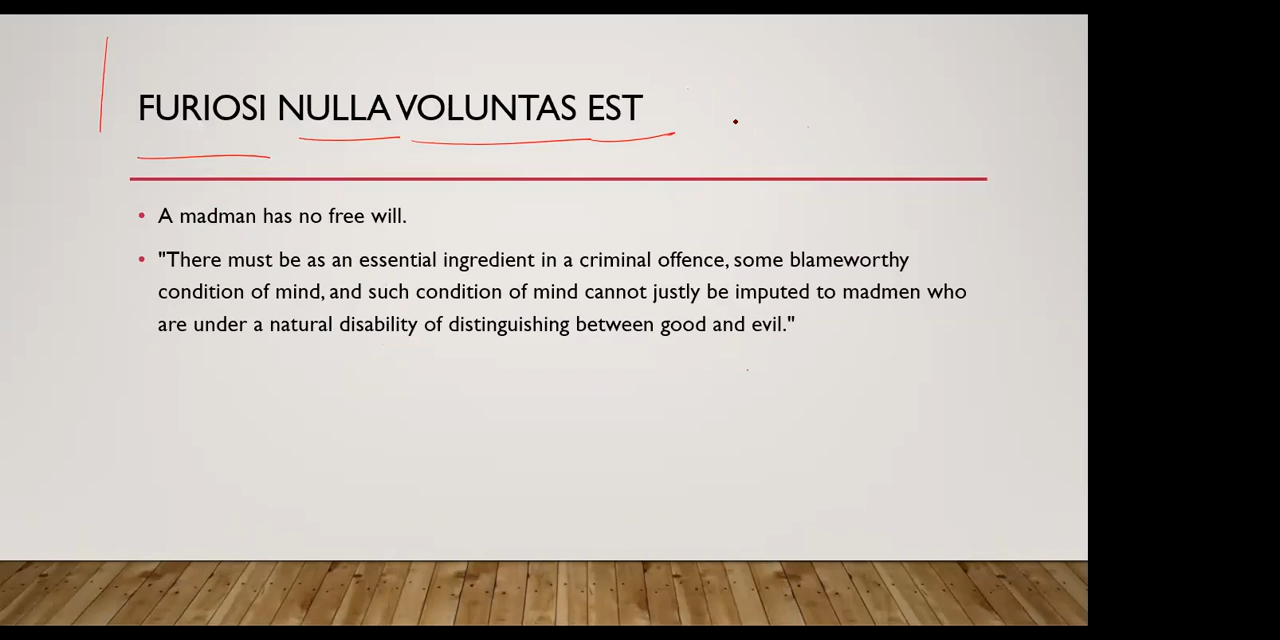 FURIOSI NULLA VOLUNTAS EST
• A madman has no free will.
• "There must be as an essential ingredient in a criminal offence, some blameworthy
condition of mind, and such condition of mind cannot justly be imputed to madmen who
are under a natural disability of distinguishing between good and evil."